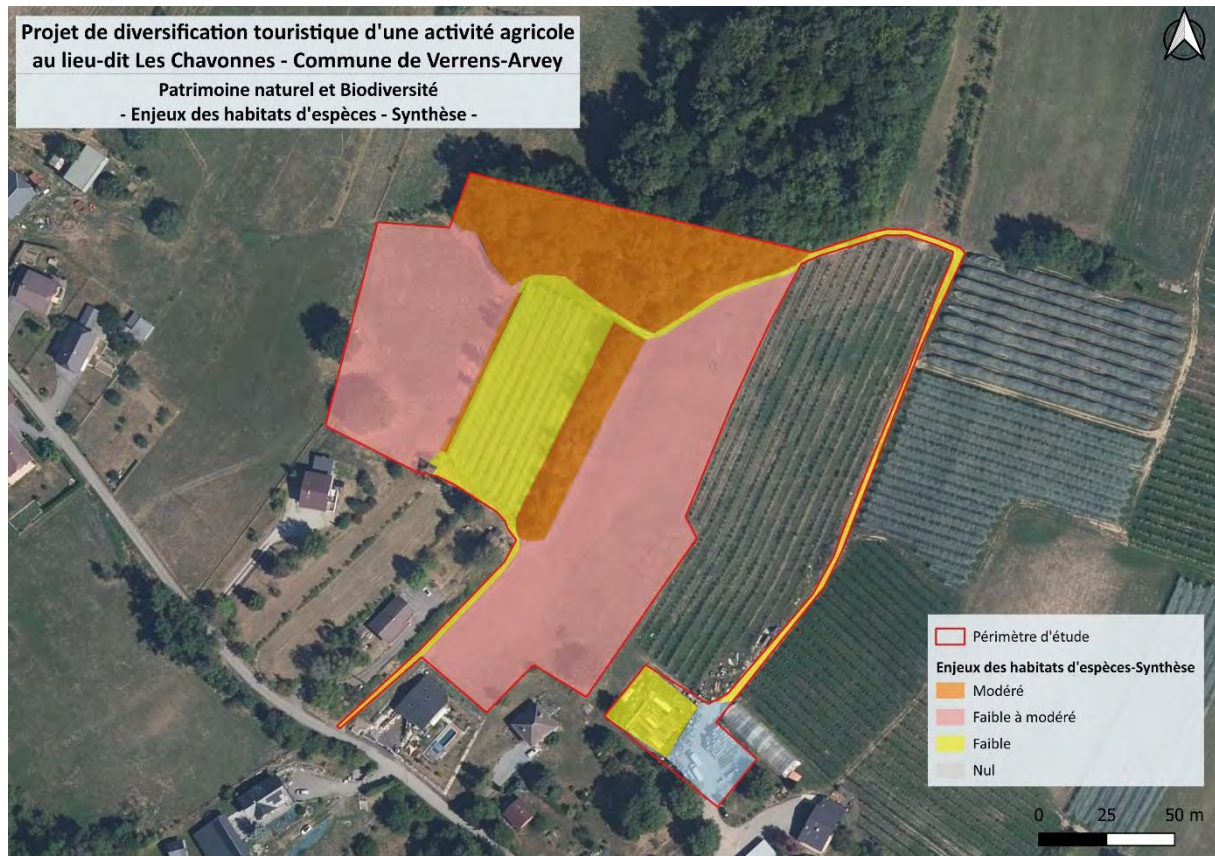 Projet de diversification touristique d'une activité agricole
au lieu-dit Les Chavonnes - Commune de Verrens-Arvey
Patrimoine naturel et Biodiversité
- Enjeux des habitats d'espèces - Synthèse -
Périmètre d'étude
Enjeux des habitats d'espèces-Synthèse
Modéré
Faible à modéré
Faible
Nul
0 25 50 m